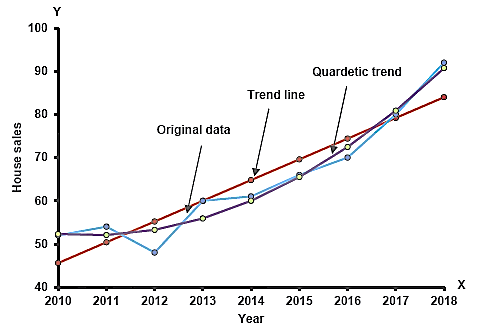 Y
100
90
80
70
60
50
40
House sales
Quardetic trend
Trend line
Original data
X
2010 2011 2012 2013 2014 2015 2016 2017 2018
Year